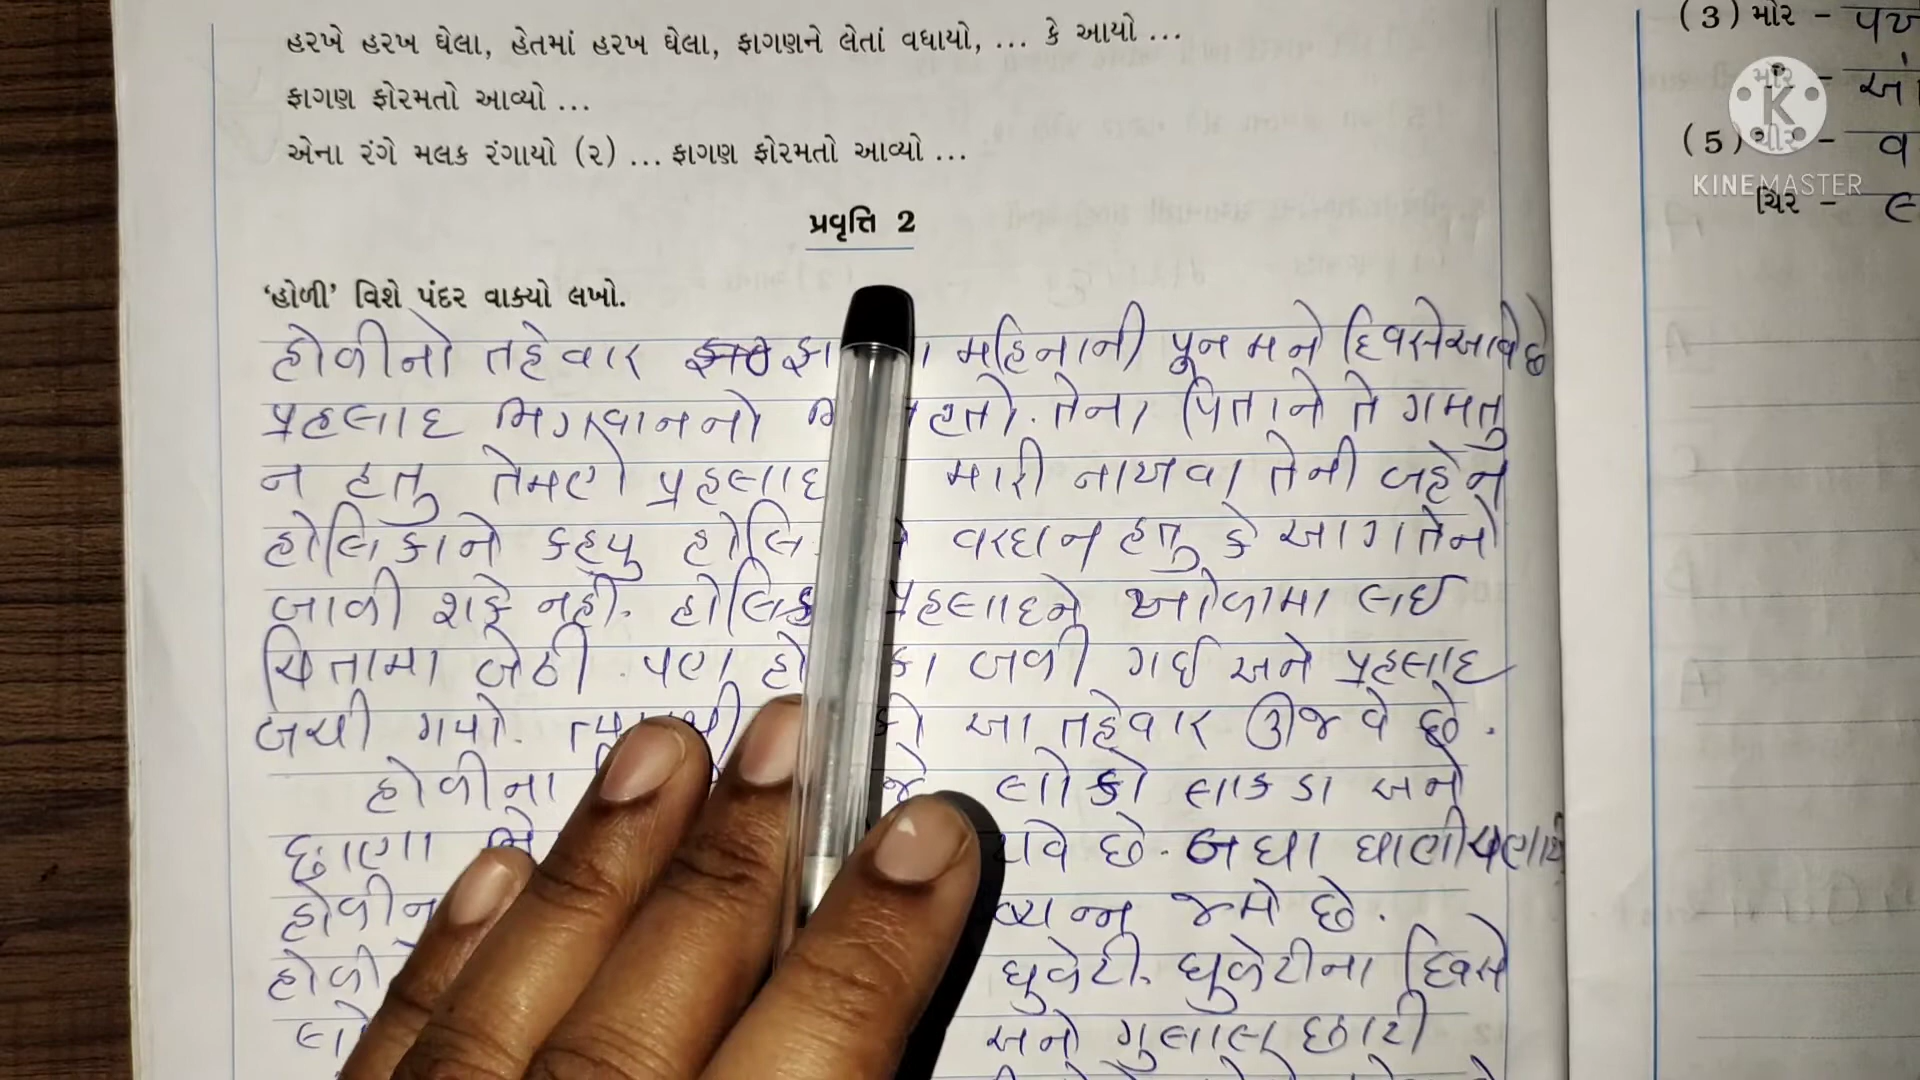 હરખે હરખ ઘેલા, હેતમાં હરખ ઘેલા, ફાગણને લેતાં વધાયો, ... કે આયો ...
ફાગણ ફોરમતો આવ્યો ...
એના રંગે મલક રંગાયો (૨) ... ફાગણ ફોરમતો આવ્યો ...
પ્રવૃત્તિ 2
'હોળી' વિશે પંદર વાક્યો લખો.
હોળીનો તહેવાર મહિનાની પૂનમને દિવસે આવે છે
પ્રહલાદ ભગવાનનો હતો. તેના પિતાને તે ગમતુ
ન હતુ તેમણે પ્રહલાદ મારી નાખવા તેની બહેન
હોલિકાને કહ્યુ હોલિ વરદાન હતુ કે આગ તેને
બાળી શકે નહી. હોલિકા પ્રહલાદને ખોળામા લઈ
ચિતામા બેઠી. પણ હો કા બળી ગઈ અને પ્રહલાદ
બચી ગયો. આ તહેવાર ઊજવે છે.
હોળીના લોકો લાકડા અને
છાણા છે. બધા ધાણી
હોળીન જમે છે.
હોળી ધુળેટી. ધુળેટીના દિવસે
લો અને ગુલાલ છાંટી
(3) મોર -
મૌર -
(5) ચીર - વ
ચિર - લ
K
KINEMASTER